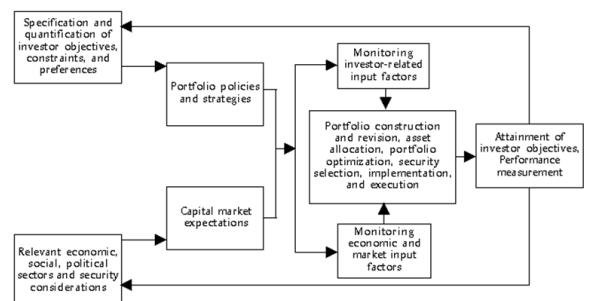 Specification and
quantification of
investor objectives,
constraints, and
preferences
Portfolio policies
and strategies
Capital market
expectations
Relevant economic,
social, political
sectors and security
considerations
Monitoring
investor-related
input factors
Portfolio construction
and revision, asset
allocation, portfolio
optimization, security
selection, implementation,
and execution
Monitoring
economic and
market input
factors
Attainment of
investor objectives,
Performance
measurement